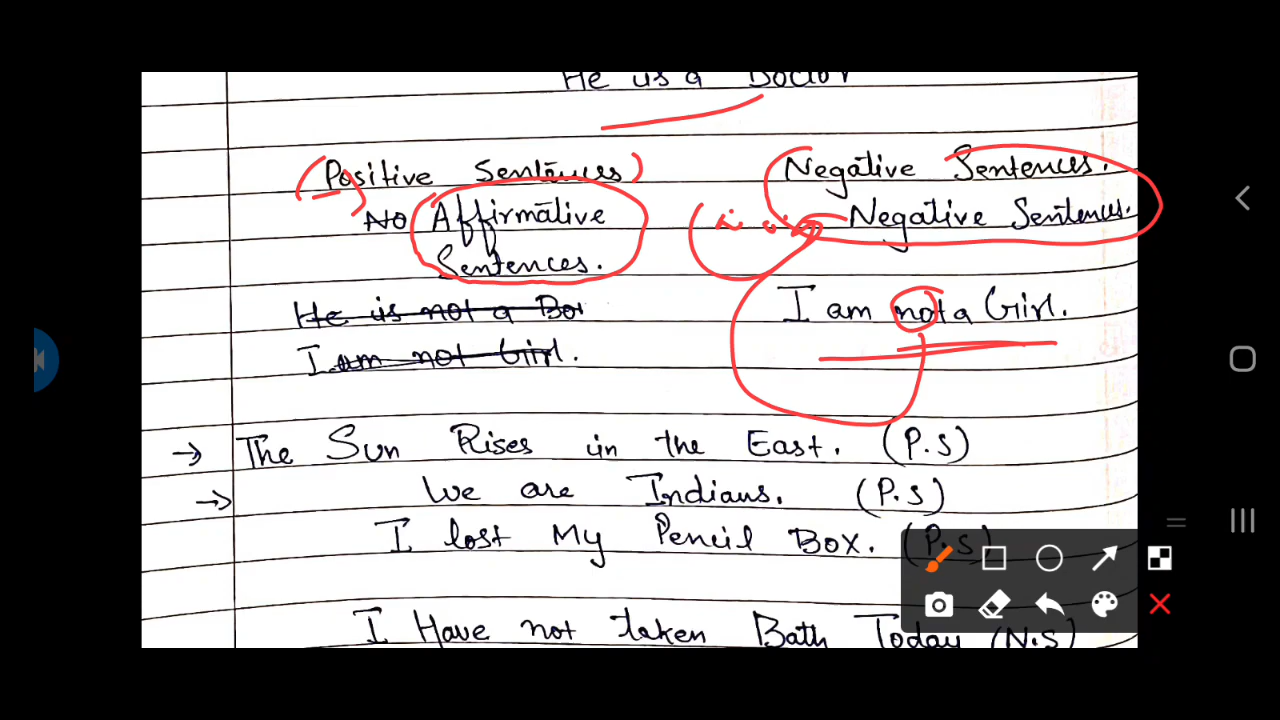 He is a Doctor
(Positive Sentences)
Negative Sentences.
No Affirmative
Sentences.
Negative Sentences.
He is not a Boy
I am not Girl.
I am not a Girl.
→ The Sun Rises in the East. (P.S)
→ We are Indians. (P.S)
I lost My Pencil Box. (P.S)
I Have not taken Bath Today (N.S)